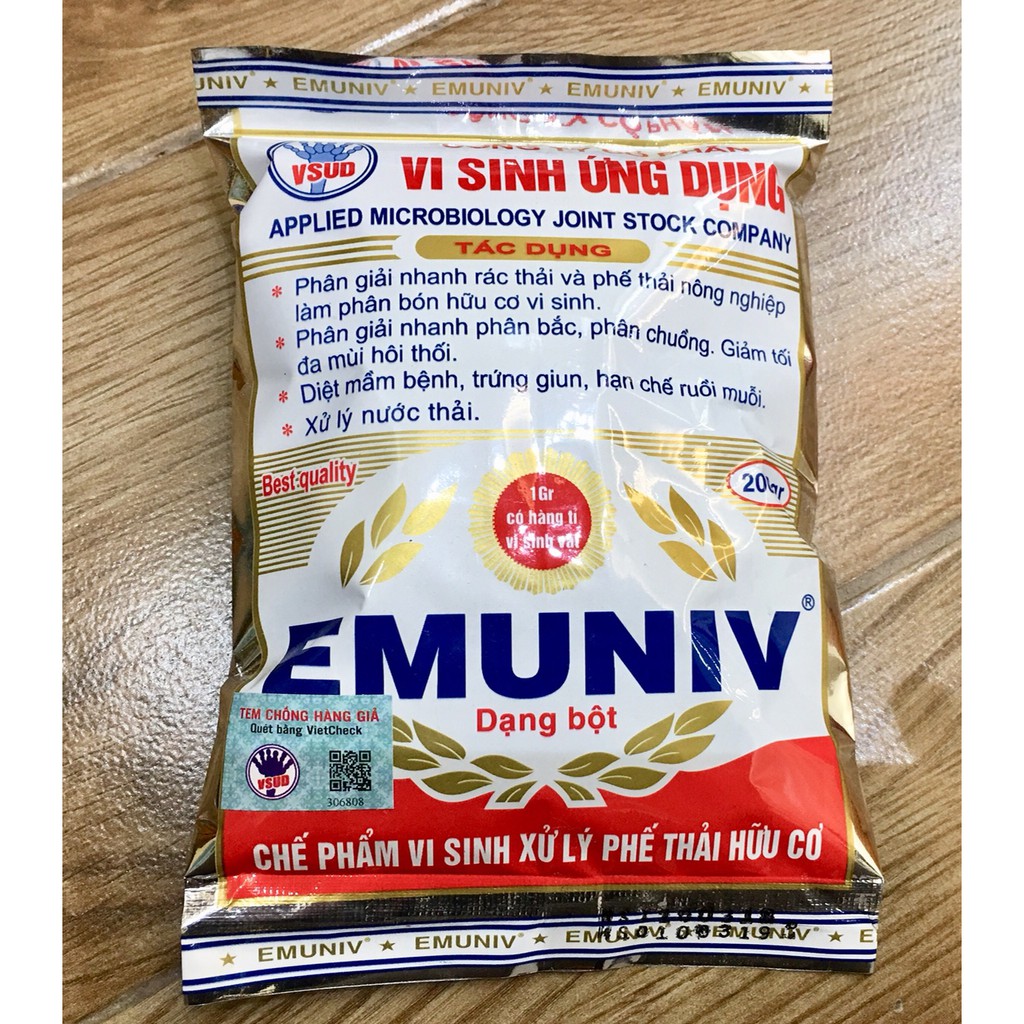 EMUNIV® ★ EMUNIV® ★ EMUNIV® ★ EMUNIV®
VSUD
VI SINH ỨNG DỤNG
APPLIED MICROBIOLOGY JOINT STOCK COMPANY
TÁC DỤNG
* Phân giải nhanh rác thải và phế thải nông nghiệp
làm phân bón hữu cơ vi sinh.
* Phân giải nhanh phân bắc, phân chuồng. Giảm tối
đa mùi hôi thối.
* Diệt mầm bệnh, trứng giun, hạn chế ruồi muỗi.
* Xử lý nước thải.
Best quality
1Gr
có hàng tỉ
vi sinh vật
EMUNIV®
Dạng bột
TEM CHỐNG HÀNG GIẢ
Quét bằng VietCheck
VSUD
306808
CHẾ PHẨM VI SINH XỬ LÝ PHẾ THẢI HỮU CƠ
★ EMUNIV® ★ EMUNIV® ★ EMUNIV ★ EMUNIV® ★ E